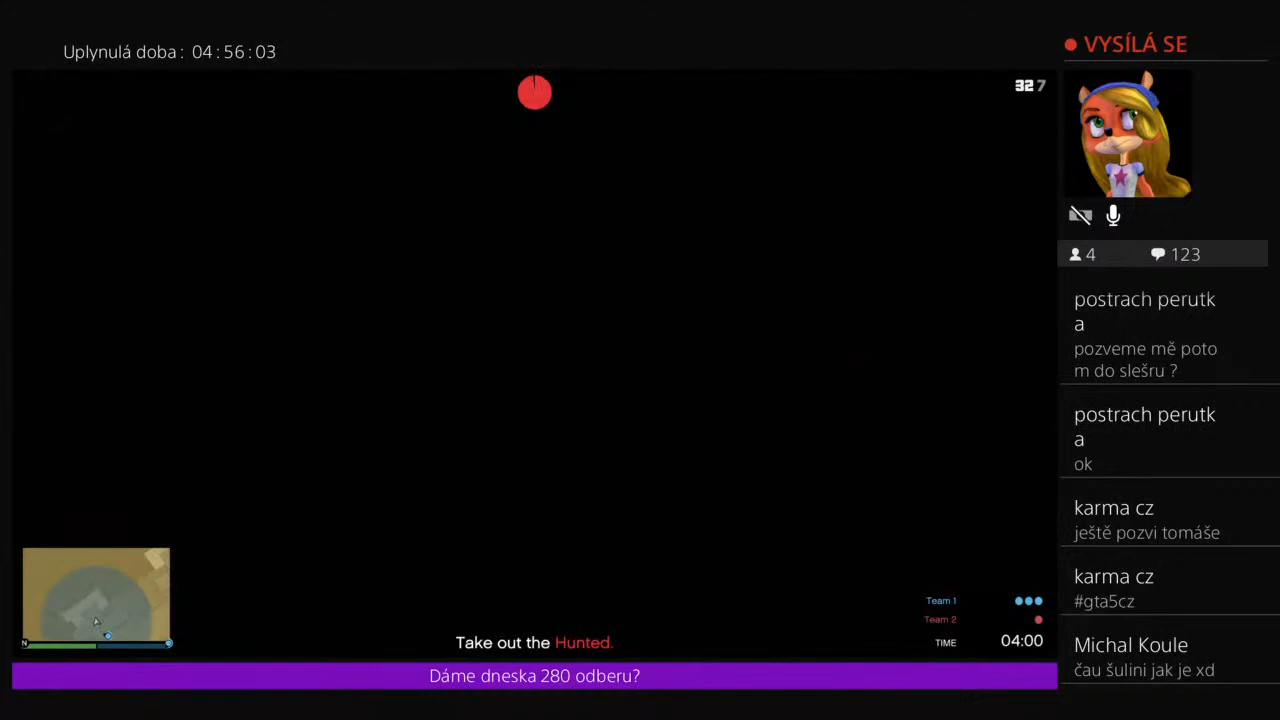 Uplynulá doba: 04:56:03
VYSÍLÁ SE
32 7
4 123
postrach perutk
a
pozveme mě poto
m do slešru ?
postrach perutk
a
ok
karma cz
ještě pozvi tomáše
karma cz
#gta5cz
Michal Koule
čau šulini jak je xd
N
Team 1
Team 2
TIME 04:00
Take out the Hunted.
Dáme dneska 280 odberu?